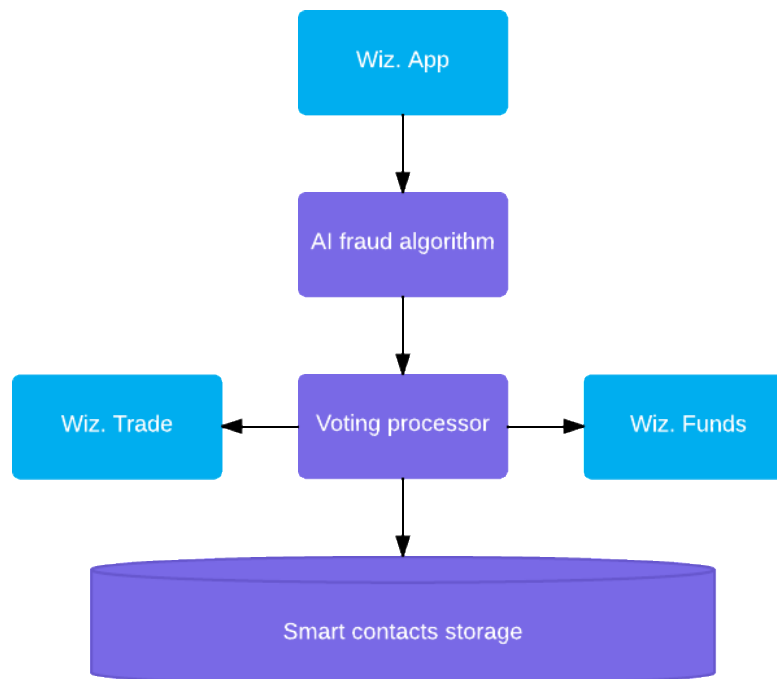 Wiz. App
AI fraud algorithm
Wiz. Trade
Voting processor
Wiz. Funds
Smart contacts storage